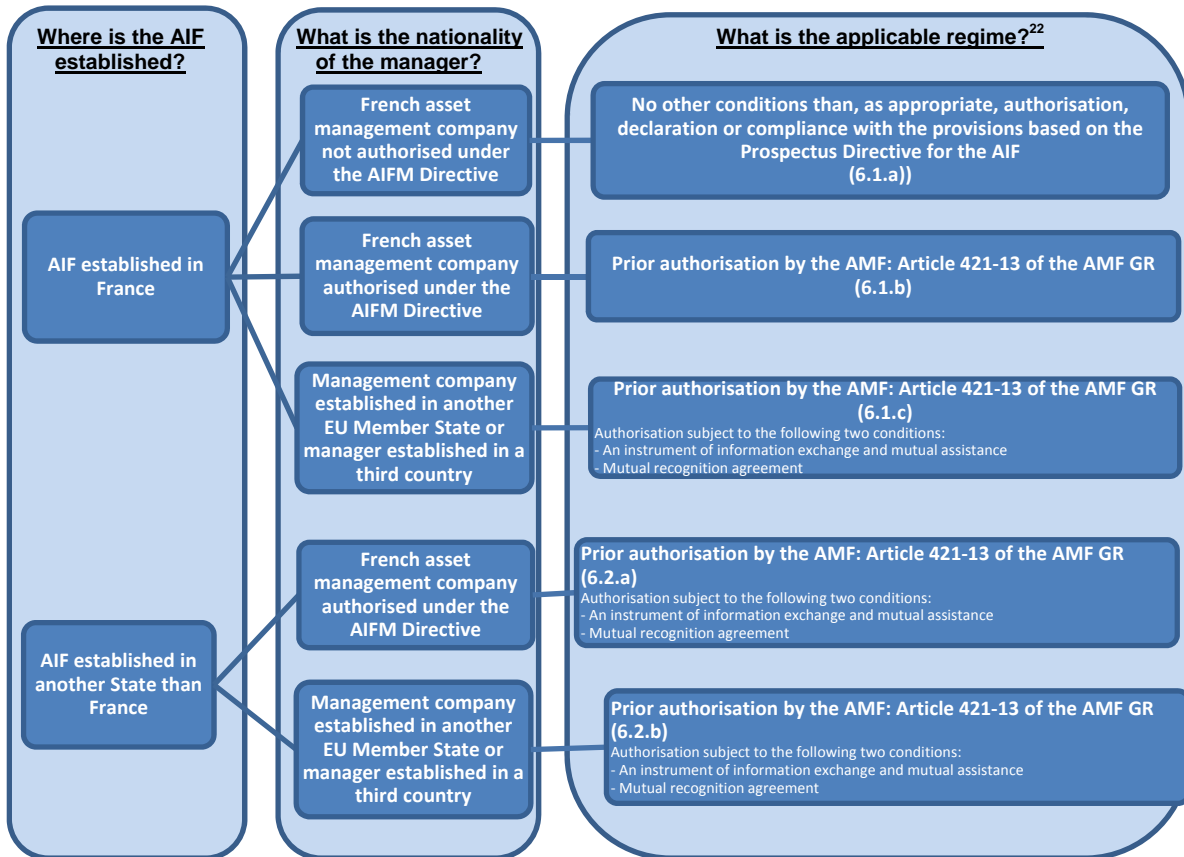 Where is the AIF
established?
What is the nationality
of the manager?
What is the applicable regime?22
AIF established in
France
French asset
management company
not authorised under
the AIFM Directive
No other conditions than, as appropriate, authorisation,
declaration or compliance with the provisions based on the
Prospectus Directive for the AIF
(6.1.a))
French asset
management company
authorised under the
AIFM Directive
Prior authorisation by the AMF: Article 421-13 of the AMF GR
(6.1.b)
Management company
established in another
EU Member State or
manager established in a
third country
Prior authorisation by the AMF: Article 421-13 of the AMF GR
(6.1.c)
Authorisation subject to the following two conditions:
- An instrument of information exchange and mutual assistance
- Mutual recognition agreement
AIF established in
another State than
France
French asset
management company
authorised under the
AIFM Directive
Prior authorisation by the AMF: Article 421-13 of the AMF GR
(6.2.a)
Authorisation subject to the following two conditions:
- An instrument of information exchange and mutual assistance
- Mutual recognition agreement
Management company
established in another
EU Member State or
manager established in a
third country
Prior authorisation by the AMF: Article 421-13 of the AMF GR
(6.2.b)
Authorisation subject to the following two conditions:
- An instrument of information exchange and mutual assistance
- Mutual recognition agreement